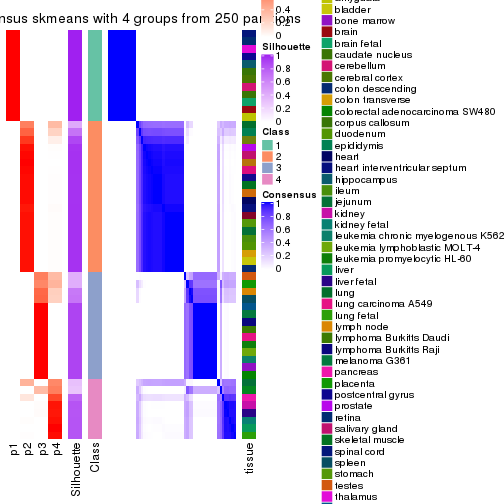 nsus skmeans with 4 groups from 250 partitions
0.4
0.2
0
Silhouette
1
0.8
0.6
0.4
0.2
0
Class
1
2
3
4
Consensus
1
0.8
0.6
0.4
0.2
0
p1
p2
p3
p4
Silhouette
Class
tissue
bladder
bone marrow
brain
brain fetal
caudate nucleus
cerebellum
cerebral cortex
colon descending
colon transverse
colorectal adenocarcinoma SW480
corpus callosum
duodenum
epididymis
heart
heart interventricular septum
hippocampus
ileum
jejunum
kidney
kidney fetal
leukemia chronic myelogenous K562
leukemia lymphoblastic MOLT-4
leukemia promyelocytic HL-60
liver
liver fetal
lung
lung carcinoma A549
lung fetal
lymph node
lymphoma Burkitts Daudi
lymphoma Burkitts Raji
melanoma G361
pancreas
placenta
postcentral gyrus
prostate
retina
salivary gland
skeletal muscle
spinal cord
spleen
stomach
testes
thalamus